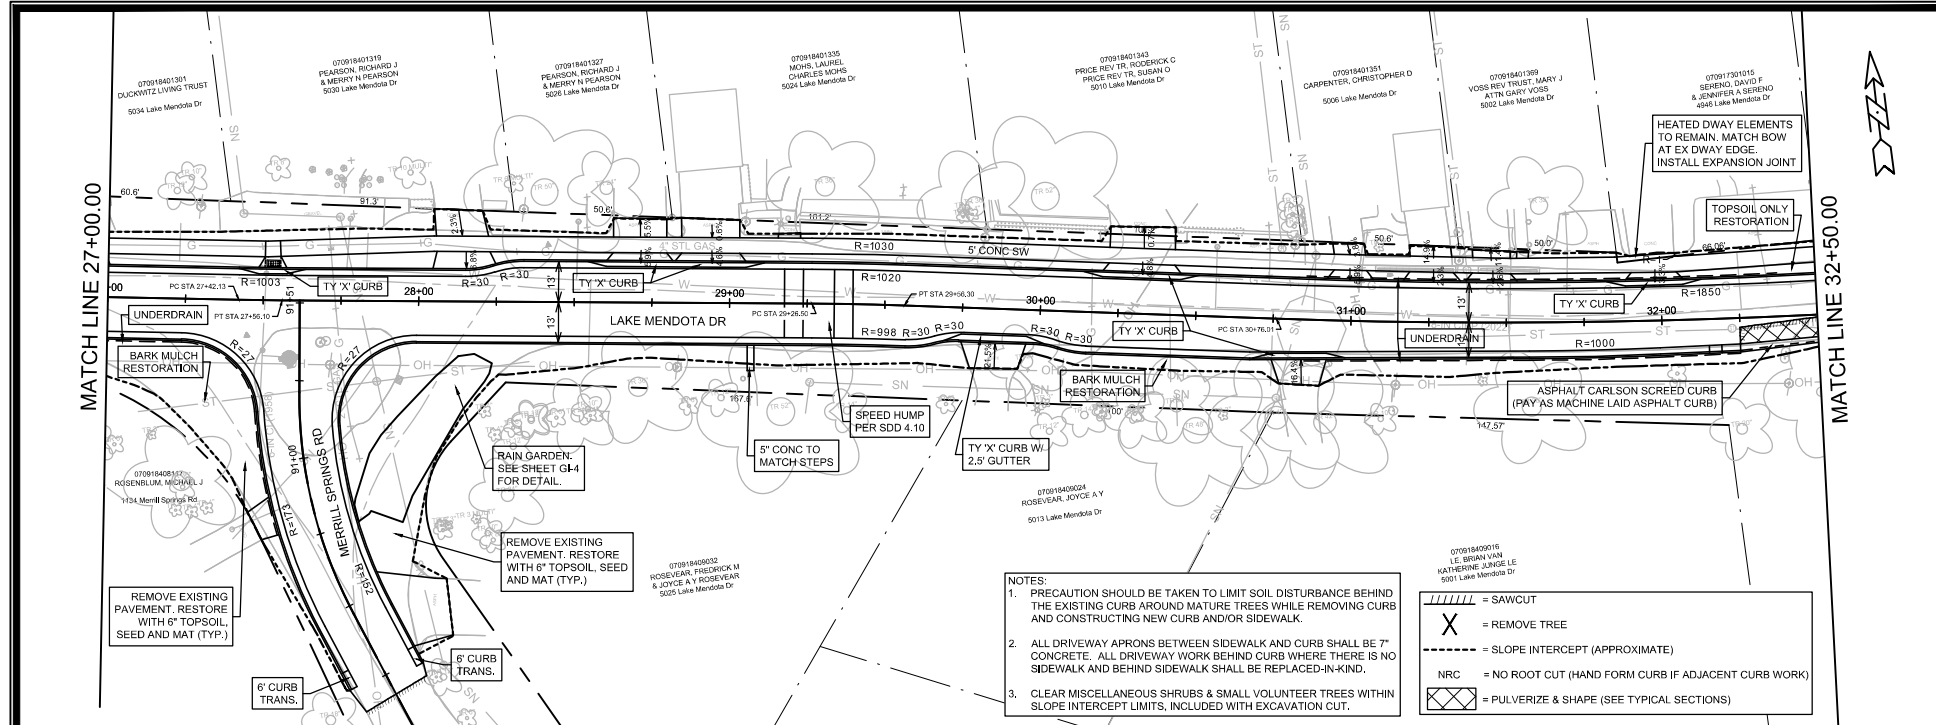 070918401301
DUCKWITZ LIVING TRUST
5034 Lake Mendota Dr
070918401319
PEARSON, RICHARD J
& MERRY N PEARSON
5030 Lake Mendota Dr
070918401327
PEARSON, RICHARD J
& MERRY N PEARSON
5026 Lake Mendota Dr
070918401335
MOHS, LAUREL
CHARLES MOHS
5024 Lake Mendota Dr
070918401343
PRICE REV TR, RODERICK C
PRICE REV TR, SUSAN O
5010 Lake Mendota Dr
070918401351
CARPENTER, CHRISTOPHER D
5006 Lake Mendota Dr
070918401369
VOSS REV TRUST, MARY J
ATTN GARY VOSS
5002 Lake Mendota Dr
070917301015
SERENO, DAVID F
& JENNIFER A SERENO
4946 Lake Mendota Dr
HEATED DWAY ELEMENTS
TO REMAIN. MATCH BOW
AT EX DWAY EDGE.
INSTALL EXPANSION JOINT
TOPSOIL ONLY
RESTORATION
MATCH LINE 27+00.00
MATCH LINE 32+50.00
60.6'
91.3'
50.6'
101.2'
50.6'
50.0'
66.06'
2.3%
4" STL GAS
R=1030
5' CONC SW
R=1003
TY 'X' CURB
R=30
R=30
TY 'X' CURB
R=1020
TY 'X' CURB
TY 'X' CURB
R=1850
PC STA 27+42.13
PT STA 27+56.10
91+51
28+00
13'
13'
29+00
PC STA 29+26.50
PT STA 29+56.30
30+00
PC STA 30+76.01
31+00
32+00
13'
UNDERDRAIN
LAKE MENDOTA DR
UNDERDRAIN
R=998
R=30
R=30
R=30
R=30
R=1000
BARK MULCH
RESTORATION
R=27
R=27
BARK MULCH
RESTORATION
16.4%
ASPHALT CARLSON SCREED CURB
(PAY AS MACHINE LAID ASPHALT CURB)
147.57'
SPEED HUMP
PER SDD 4.10
5" CONC TO
MATCH STEPS
TY 'X' CURB W/
2.5' GUTTER
RAIN GARDEN.
SEE SHEET GI-4
FOR DETAIL.
91+00
MERRILL SPRINGS RD
R=173
R=152
070918408117
ROSENBLUM, MICHAEL J
1134 Merrill Springs Rd
070918409024
ROSEVEAR, JOYCE A Y
5013 Lake Mendota Dr
070918409032
ROSEVEAR, FREDRICK M
& JOYCE A Y ROSEVEAR
5025 Lake Mendota Dr
070918409016
LE, BRIAN VAN
KATHERINE JUNGE LE
5001 Lake Mendota Dr
REMOVE EXISTING
PAVEMENT. RESTORE
WITH 6" TOPSOIL, SEED
AND MAT (TYP.)
REMOVE EXISTING
PAVEMENT. RESTORE
WITH 6" TOPSOIL,
SEED AND MAT (TYP.)
6' CURB
TRANS.
6' CURB
TRANS.
NOTES:
1. PRECAUTION SHOULD BE TAKEN TO LIMIT SOIL DISTURBANCE BEHIND
THE EXISTING CURB AROUND MATURE TREES WHILE REMOVING CURB
AND CONSTRUCTING NEW CURB AND/OR SIDEWALK.
2. ALL DRIVEWAY APRONS BETWEEN SIDEWALK AND CURB SHALL BE 7"
CONCRETE. ALL DRIVEWAY WORK BEHIND CURB WHERE THERE IS NO
SIDEWALK AND BEHIND SIDEWALK SHALL BE REPLACED-IN-KIND.
3. CLEAR MISCELLANEOUS SHRUBS & SMALL VOLUNTEER TREES WITHIN
SLOPE INTERCEPT LIMITS, INCLUDED WITH EXCAVATION CUT.
= SAWCUT
= REMOVE TREE
= SLOPE INTERCEPT (APPROXIMATE)
NRC = NO ROOT CUT (HAND FORM CURB IF ADJACENT CURB WORK)
= PULVERIZE & SHAPE (SEE TYPICAL SECTIONS)